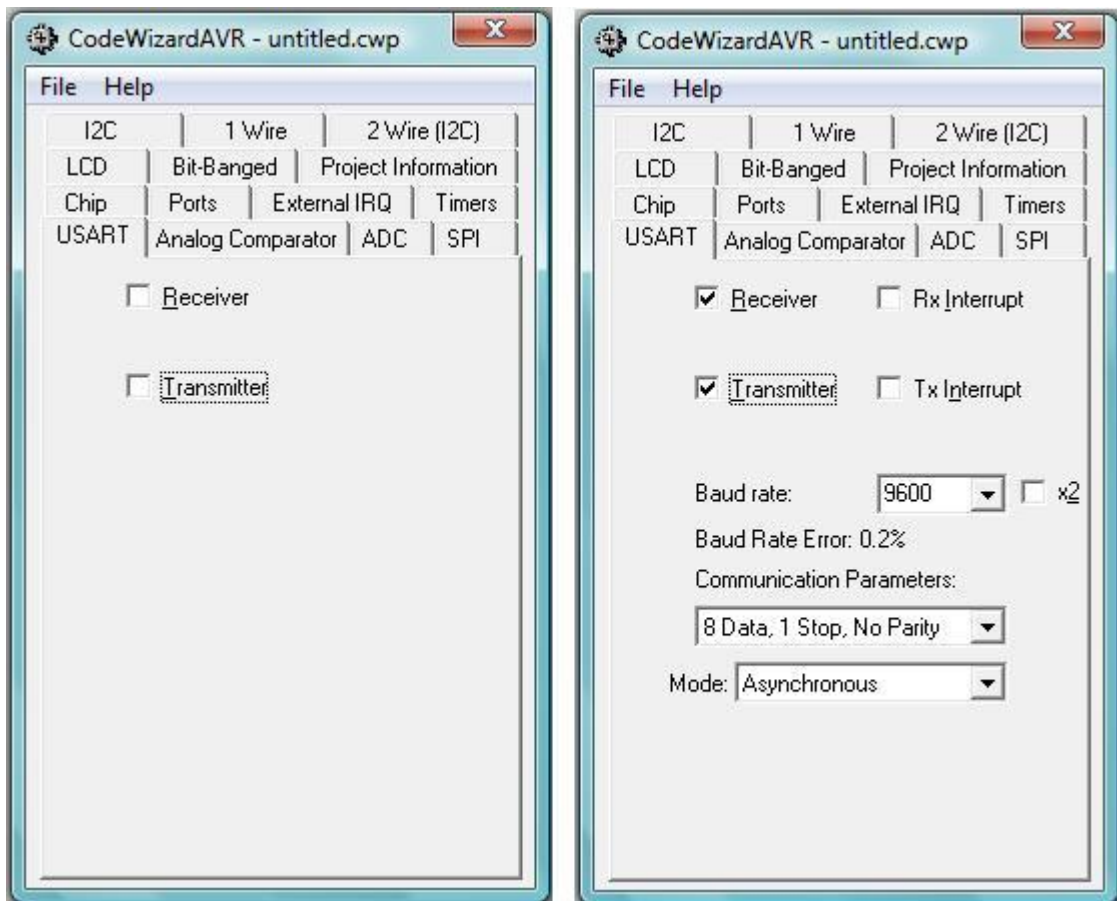 CodeWizardAVR - untitled.cwp
File Help
I2C 1 Wire 2 Wire (I2C)
LCD Bit-Banged Project Information
Chip Ports External IRQ Timers
USART Analog Comparator ADC SPI
Receiver
Transmitter
CodeWizardAVR - untitled.cwp
File Help
I2C 1 Wire 2 Wire (I2C)
LCD Bit-Banged Project Information
Chip Ports External IRQ Timers
USART Analog Comparator ADC SPI
Receiver Rx Interrupt
Transmitter Tx Interrupt
Baud rate: 9600 x2
Baud Rate Error: 0.2%
Communication Parameters:
8 Data, 1 Stop, No Parity
Mode: Asynchronous